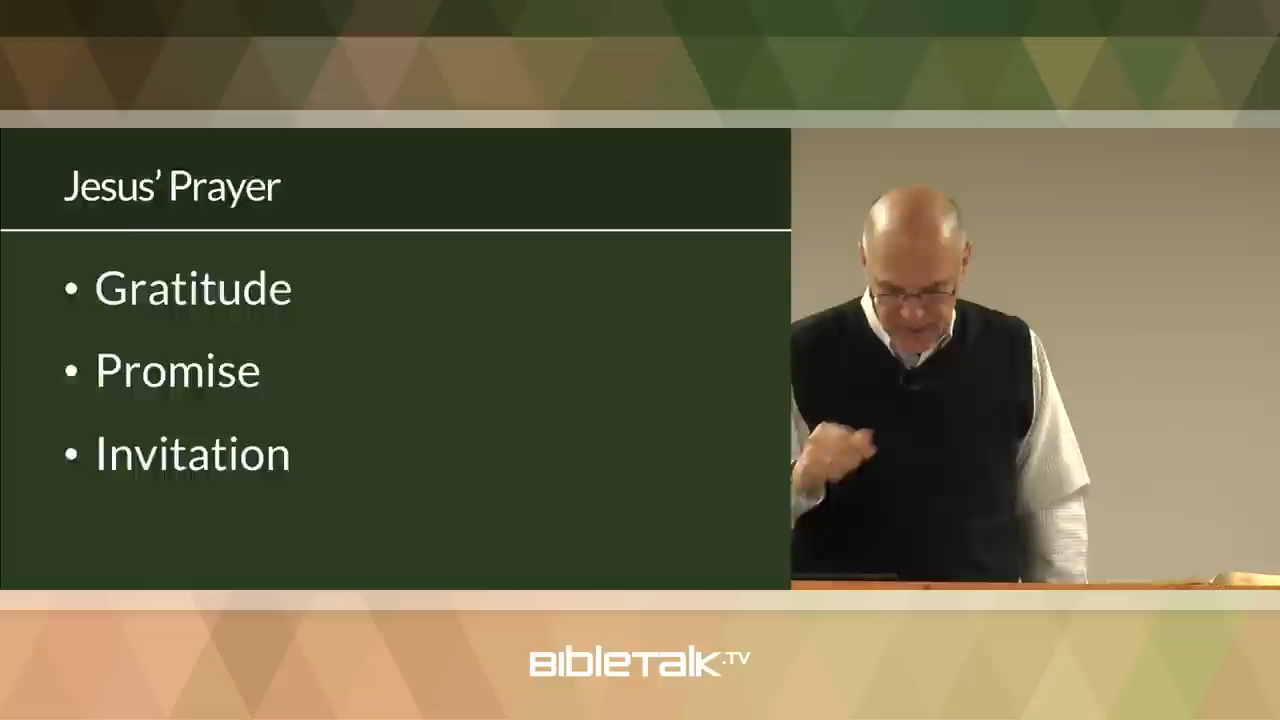 Jesus’ Prayer
• Gratitude
• Promise
• Invitation
BIBLETALK.TV